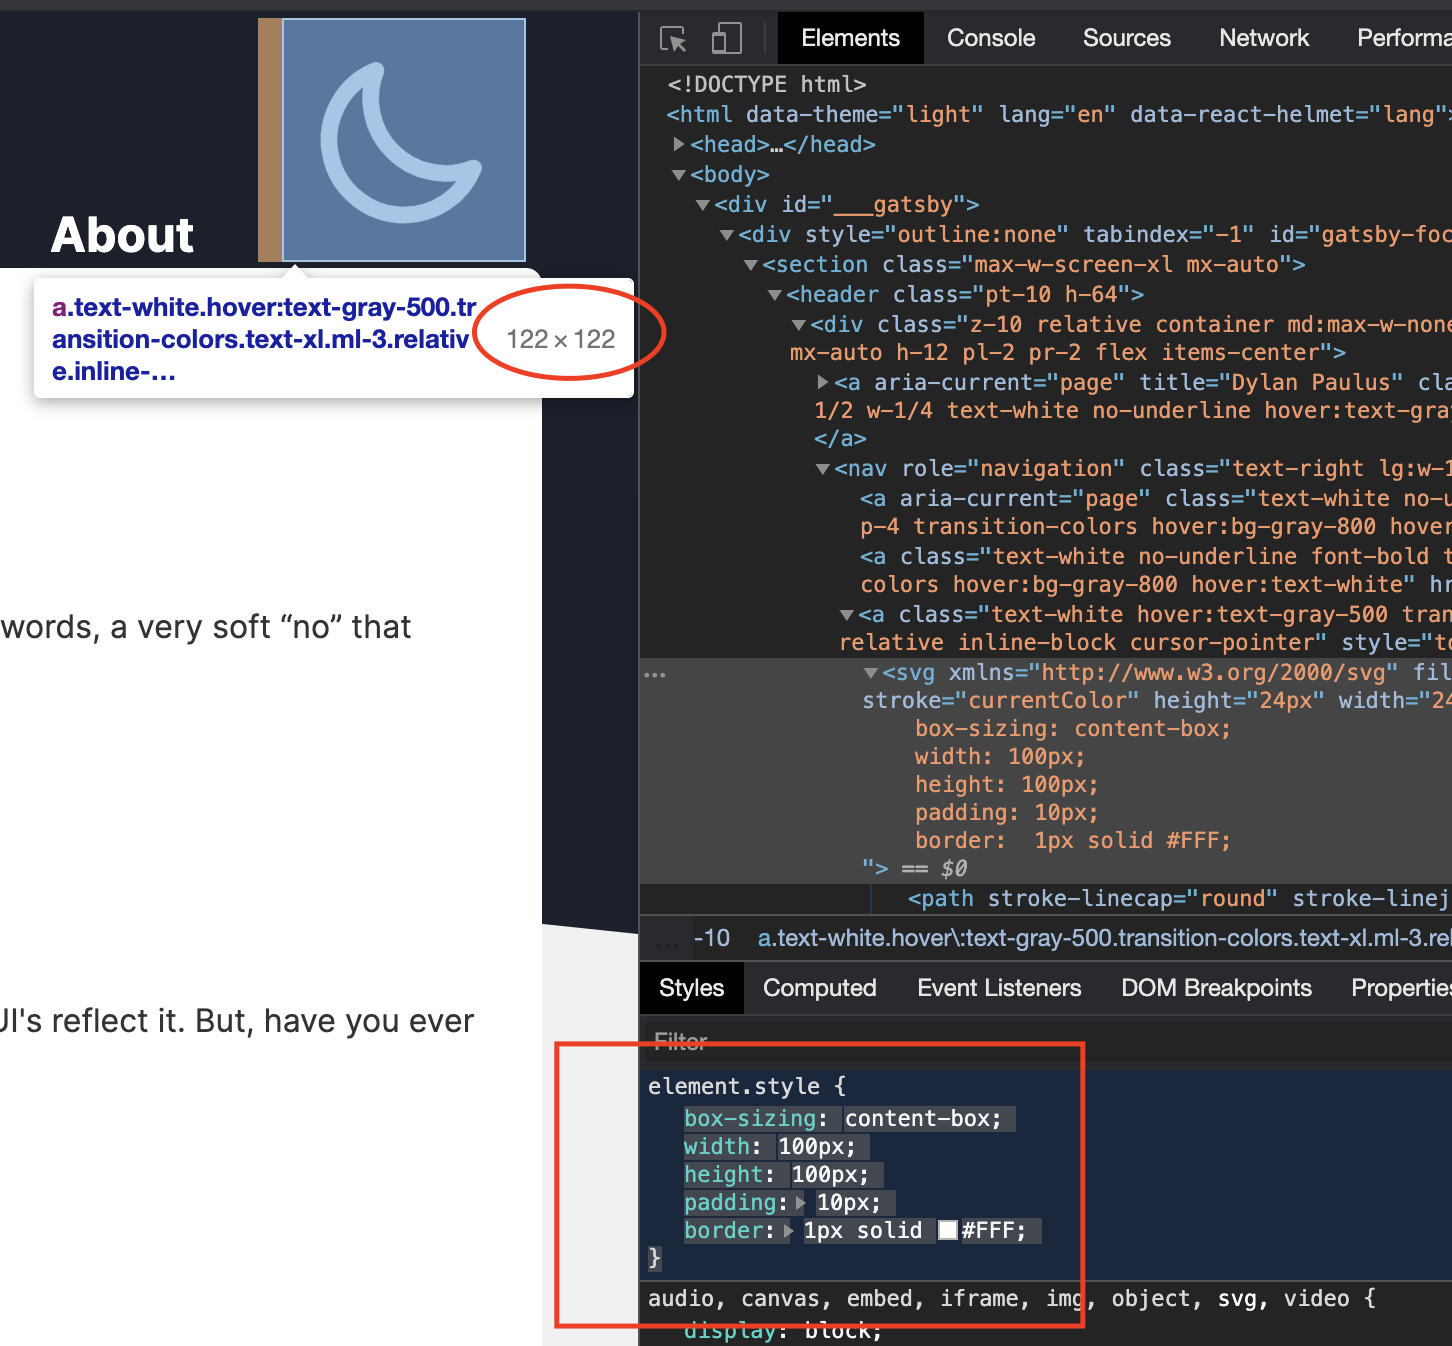 About
a.text-white.hover:text-gray-500.tr
ansition-colors.text-xl.ml-3.relativ
e.inline-…
122 × 122
words, a very soft “no” that
UI's reflect it. But, have you ever
Elements Console Sources Network Performa
<!DOCTYPE html>
<html data-theme="light" lang="en" data-react-helmet="lang">
<head>…</head>
<body>
<div id="___gatsby">
<div style="outline:none" tabindex="-1" id="gatsby-foc
<section class="max-w-screen-xl mx-auto">
<header class="pt-10 h-64">
<div class="z-10 relative container md:max-w-none
mx-auto h-12 pl-2 pr-2 flex items-center">
<a aria-current="page" title="Dylan Paulus" cla
1/2 w-1/4 text-white no-underline hover:text-gra
</a>
<nav role="navigation" class="text-right lg:w-1
<a aria-current="page" class="text-white no-u
p-4 transition-colors hover:bg-gray-800 hover
<a class="text-white no-underline font-bold t
colors hover:bg-gray-800 hover:text-white" hr
<a class="text-white hover:text-gray-500 tran
relative inline-block cursor-pointer" style="to
<svg xmlns="http://www.w3.org/2000/svg" fil
stroke="currentColor" height="24px" width="24
box-sizing: content-box;
width: 100px;
height: 100px;
padding: 10px;
border:  1px solid #FFF;
"> == $0
<path stroke-linecap="round" stroke-linej
… -10 a.text-white.hover\:text-gray-500.transition-colors.text-xl.ml-3.rel
Styles Computed Event Listeners DOM Breakpoints Properties
Filter
element.style {
box-sizing: content-box;
width: 100px;
height: 100px;
padding: 10px;
border: 1px solid #FFF;
}
audio, canvas, embed, iframe, img, object, svg, video {
display: block;